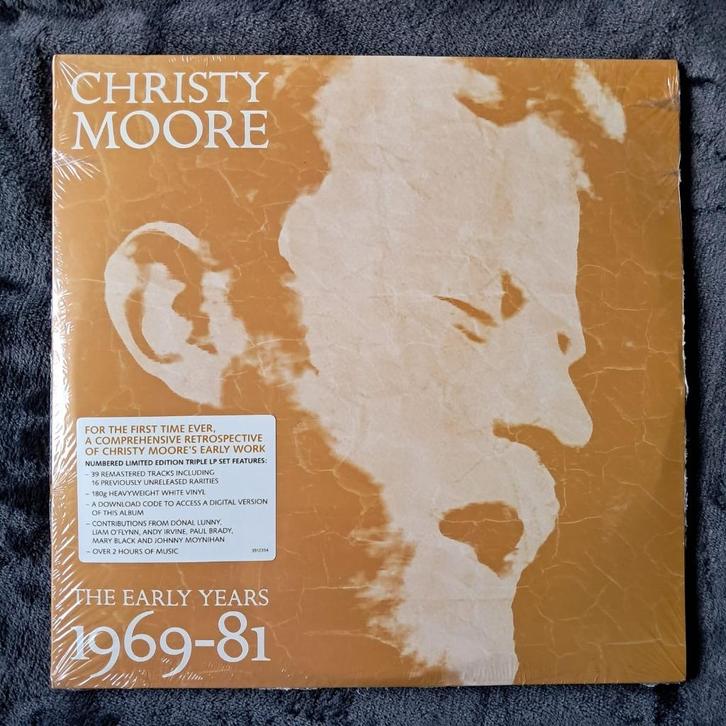 CHRISTY
MOORE
FOR THE FIRST TIME EVER,
A COMPREHENSIVE RETROSPECTIVE
OF CHRISTY MOORE'S EARLY WORK
NUMBERED LIMITED EDITION TRIPLE LP SET FEATURES:
– 39 REMASTERED TRACKS INCLUDING
16 PREVIOUSLY UNRELEASED RARITIES
– 180g HEAVYWEIGHT WHITE VINYL
– A DOWNLOAD CODE TO ACCESS A DIGITAL VERSION
OF THIS ALBUM
– CONTRIBUTIONS FROM DÓNAL LUNNY,
LIAM O'FLYNN, ANDY IRVINE, PAUL BRADY,
MARY BLACK AND JOHNNY MOYNIHAN
– OVER 2 HOURS OF MUSIC
THE EARLY YEARS
1969-81